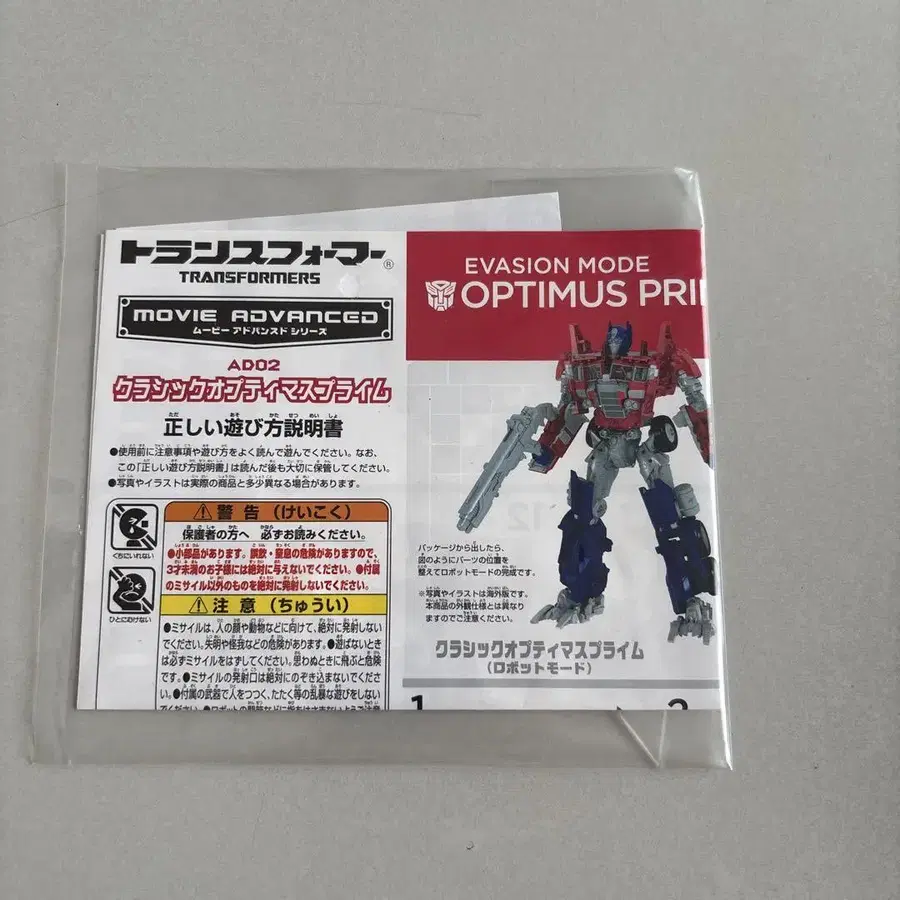 トランスフォーマー®
TRANSFORMERS
MOVIE ADVANCED
ムービー アドバンスド シリーズ
AD02
クラシックオプティマスプライム
正しい遊び方説明書
●使用前に注意事項や遊び方をよく読んで遊んでください。なお、
この「正しい遊び方説明書」は読んだ後も大切に保管してください。
●写真やイラストは実際の商品と多少異なる場合があります。
くちにいれない
ひとにむけない
警告（けいこく）
保護者の方へ 必ずお読みください。
●小部品があります。誤飲・窒息の危険がありますので、
3才未満のお子様には絶対に与えないでください。●付属
のミサイル以外のものを絶対に発射しないでください。
注意（ちゅうい）
●ミサイルは、人の顔や動物などに向けて、絶対に発射しない
でください。失明や怪我などの危険があります。●遊ばないとき
は必ずミサイルをはずしてください。思わぬときに飛ぶと危険
です。●ミサイルの発射口は絶対にのぞき込まないでくださ
い。●付属の武器で人をつつく、たたく等の乱暴な遊びをしない
EVASION MODE
OPTIMUS PRI
パッケージから出したら、
図のようにパーツの位置を
整えてロボットモードの完成です。
※写真やイラストは海外版です。
本商品の外観仕様とは異なり
ますのでご注意ください。
クラシックオプティマスプライム
（ロボットモード）
1
2